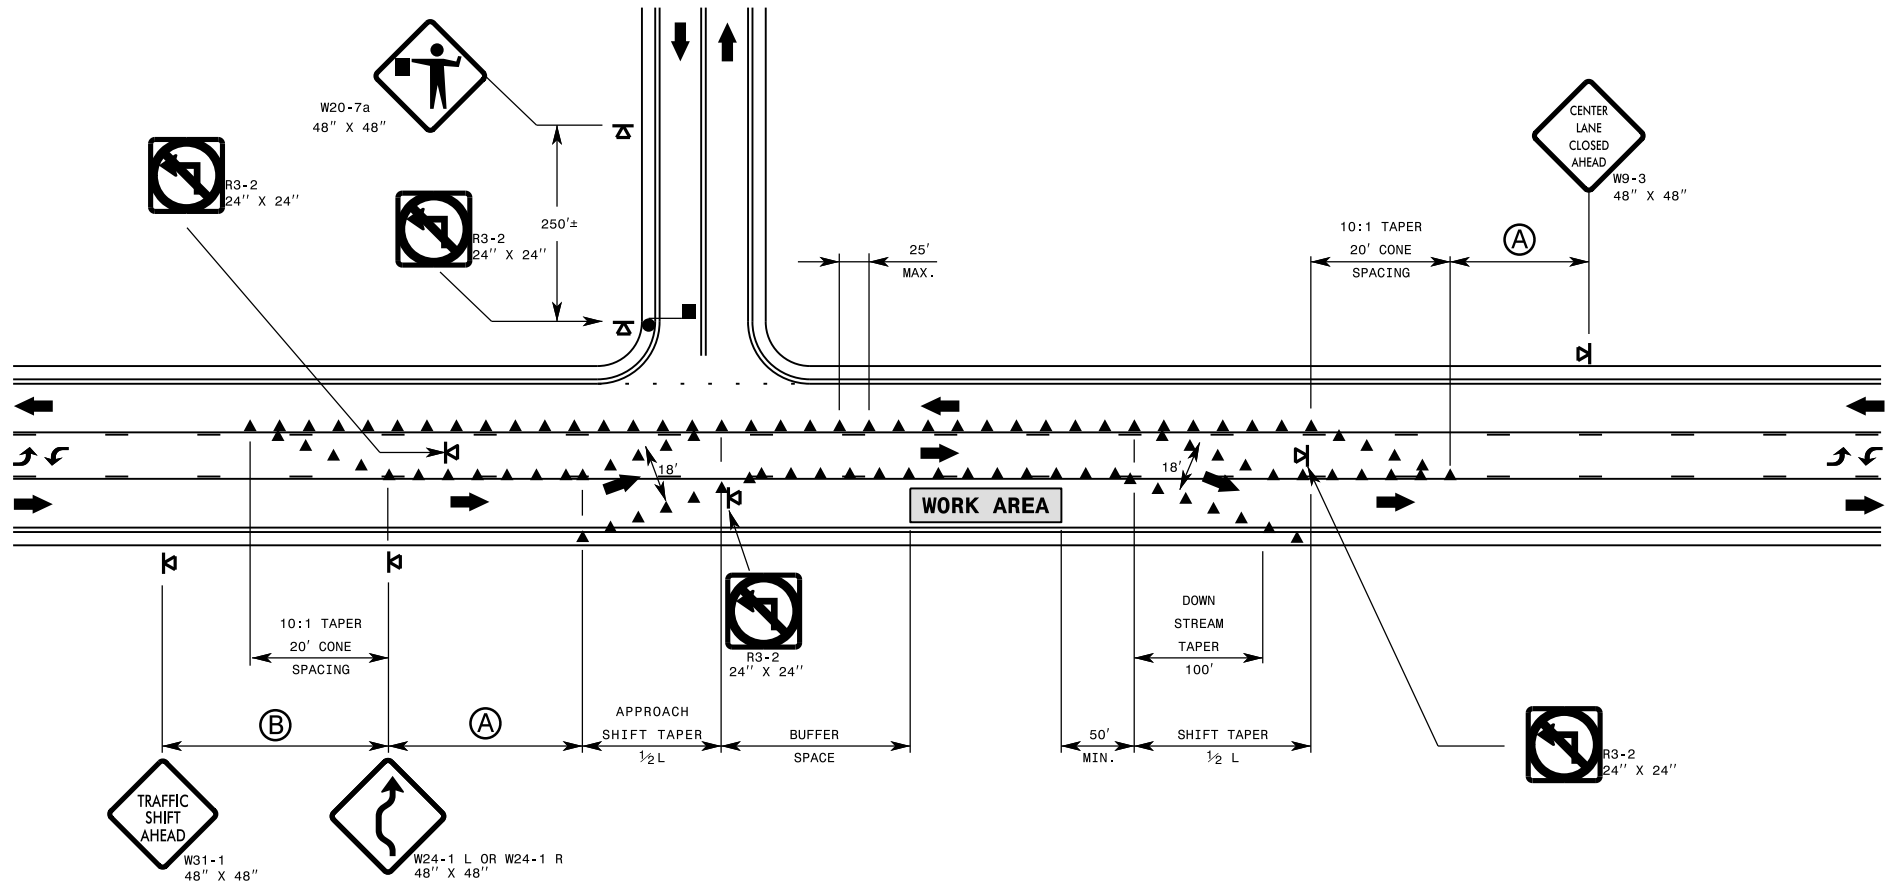 W20-7a
48" X 48"
R3-2
24" X 24"
R3-2
24" X 24"
250'±
25'
MAX.
10:1 TAPER
20' CONE
SPACING
A
CENTER
LANE
CLOSED
AHEAD
W9-3
48" X 48"
18'
18'
WORK AREA
10:1 TAPER
20' CONE
SPACING
R3-2
24" X 24"
DOWN
STREAM
TAPER
100'
B
A
APPROACH
SHIFT TAPER
½ L
BUFFER
SPACE
50'
MIN.
SHIFT TAPER
½ L
R3-2
24" X 24"
TRAFFIC
SHIFT
AHEAD
W31-1
48" X 48"
W24-1 L OR W24-1 R
48" X 48"